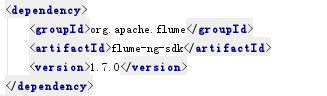 <dependency>
<groupId>org.apache.flume</groupId>
<artifactId>flume-ng-sdk</artifactId>
<version>1.7.0</version>
</dependency>